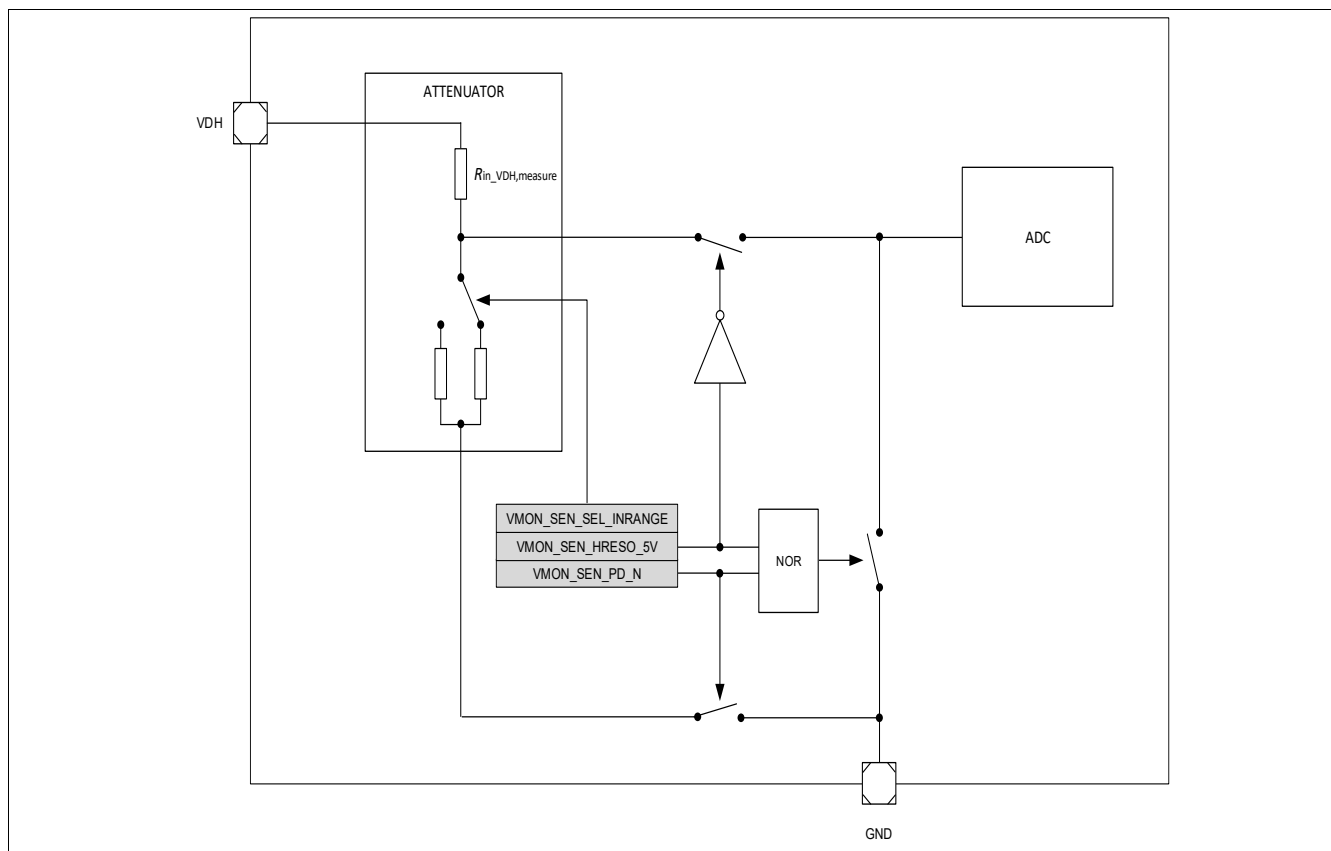 ATTENUATOR
VDH
Rin_VDH,measure
ADC
VMON_SEN_SEL_INRANGE
VMON_SEN_HRESO_5V
VMON_SEN_PD_N
NOR
GND